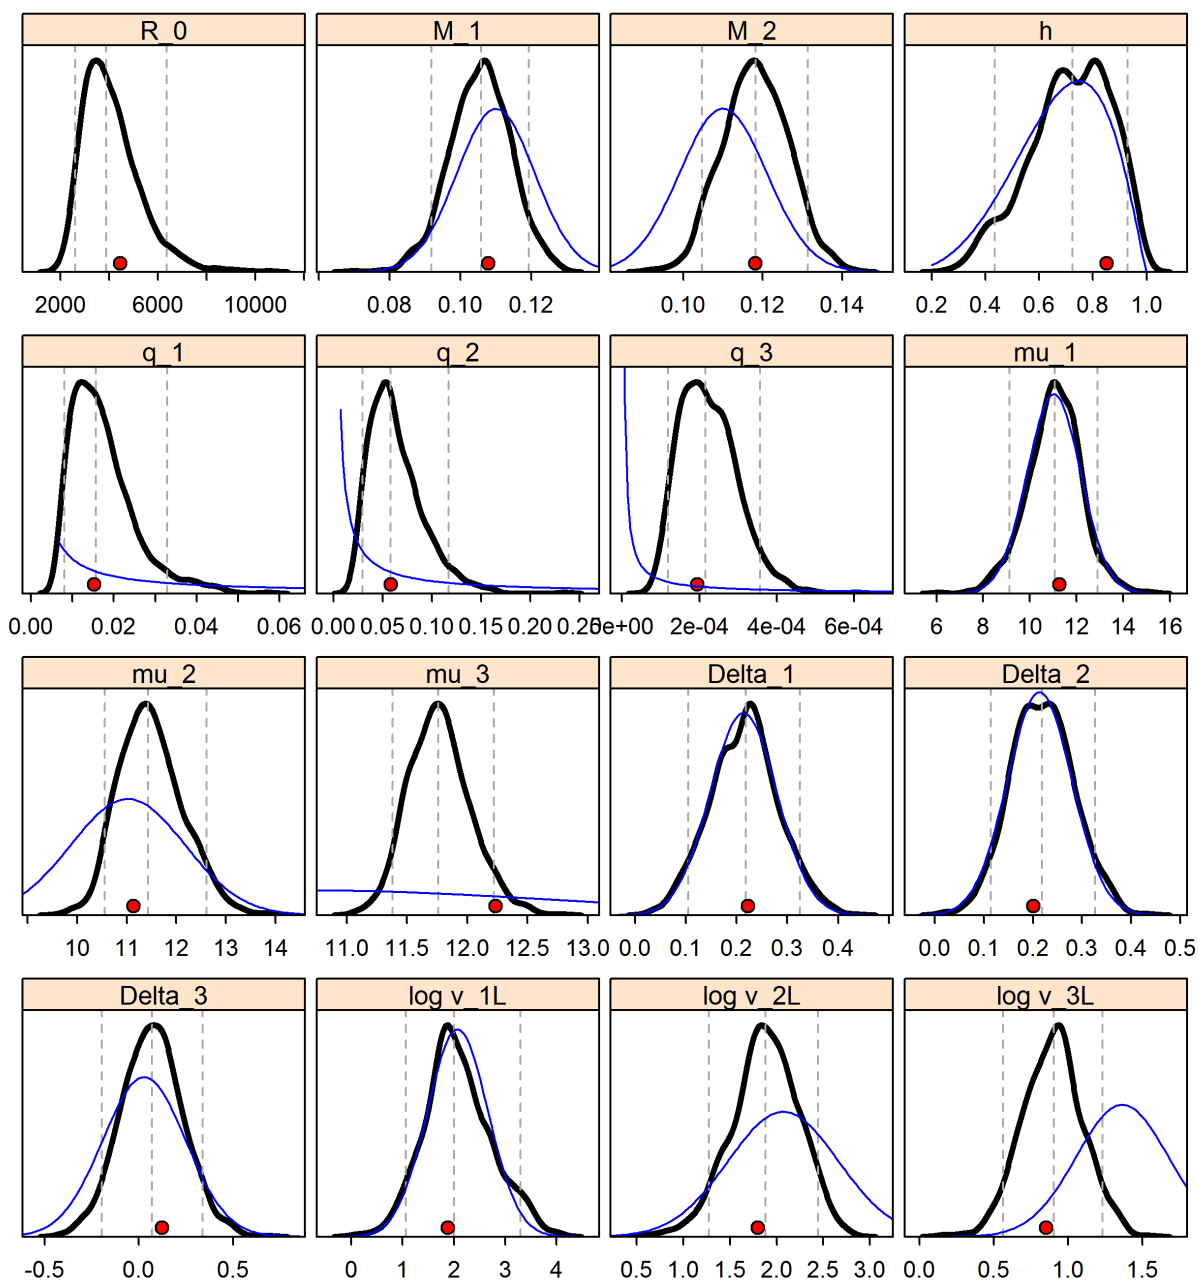 R_0 M_1 M_2 h
2000 6000 10000 0.08 0.10 0.12 0.10 0.12 0.14 0.2 0.4 0.6 0.8 1.0
q_1 q_2 q_3 mu_1
0.00 0.02 0.04 0.06 0.00 0.05 0.10 0.15 0.20 0.25 0e+00 2e-04 4e-04 6e-04 6 8 10 12 14 16
mu_2 mu_3 Delta_1 Delta_2
10 11 12 13 14 11.0 11.5 12.0 12.5 13.0 0.0 0.1 0.2 0.3 0.4 0.0 0.1 0.2 0.3 0.4 0.5
Delta_3 log v_1L log v_2L log v_3L
-0.5 0.0 0.5 0 1 2 3 4 0.5 1.0 1.5 2.0 2.5 3.0 0.0 0.5 1.0 1.5